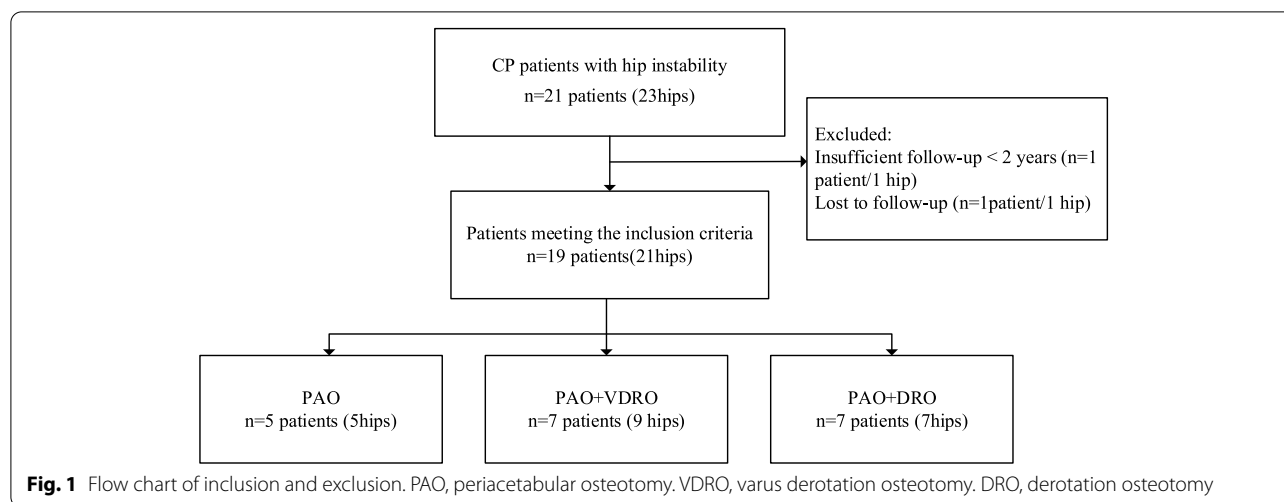 CP patients with hip instability
n=21 patients (23hips)
Excluded:
Insufficient follow-up < 2 years (n=1
patient/1 hip)
Lost to follow-up (n=1patient/1 hip)
Patients meeting the inclusion criteria
n=19 patients(21hips)
PAO
n=5 patients (5hips)
PAO+VDRO
n=7 patients (9 hips)
PAO+DRO
n=7 patients (7hips)
Fig. 1 Flow chart of inclusion and exclusion. PAO, periacetabular osteotomy. VDRO, varus derotation osteotomy. DRO, derotation osteotomy